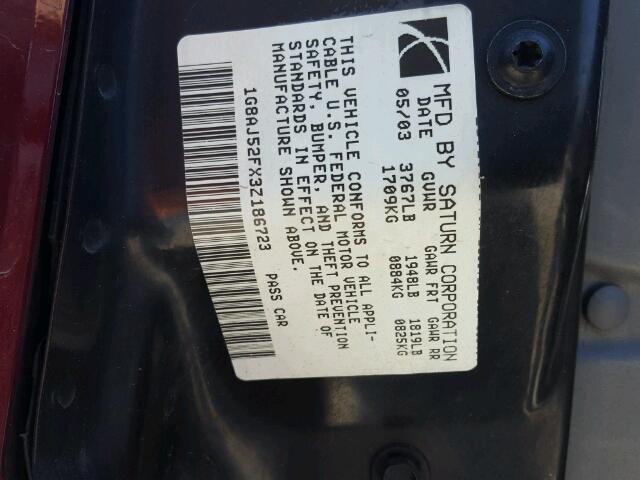 MFD BY SATURN CORPORATION
DATE GVWR GAWR FRT GAWR RR
05/03 3767LB 1948LB 1819LB
1709KG 0884KG 0825KG
THIS VEHICLE CONFORMS TO ALL APPLI-
CABLE U.S. FEDERAL MOTOR VEHICLE
SAFETY, BUMPER, AND THEFT PREVENTION
STANDARDS IN EFFECT ON THE DATE OF
MANUFACTURE SHOWN ABOVE.
1G8AJ52FX3Z186723 PASS CAR